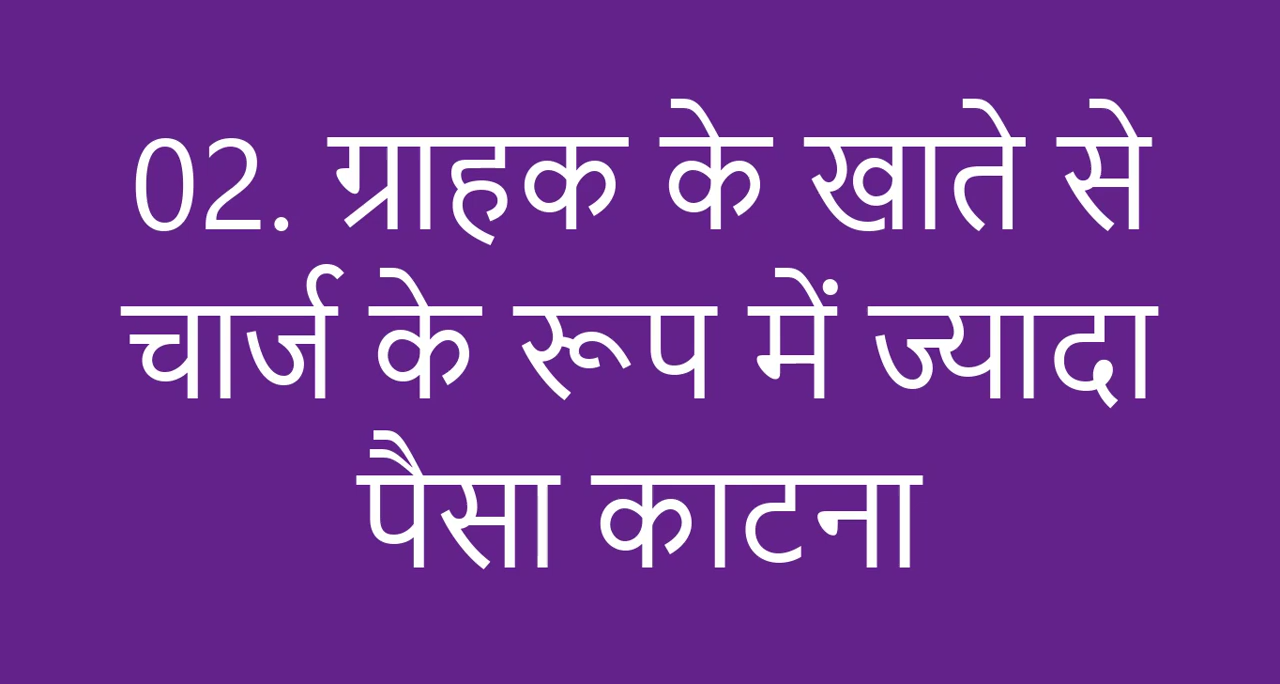 02. ग्राहक के खाते से
चार्ज के रूप में ज्यादा
पैसा काटना